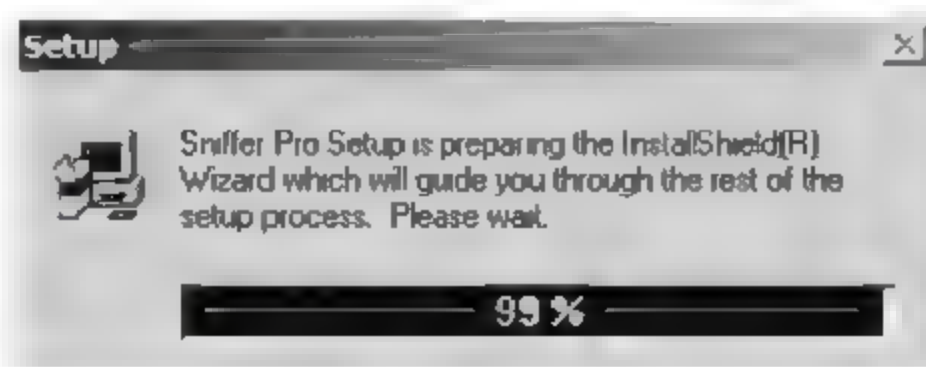 Setup
Sniffer Pro Setup is preparing the InstallShield(R)
Wizard which will guide you through the rest of the
setup process. Please wait.
99 %